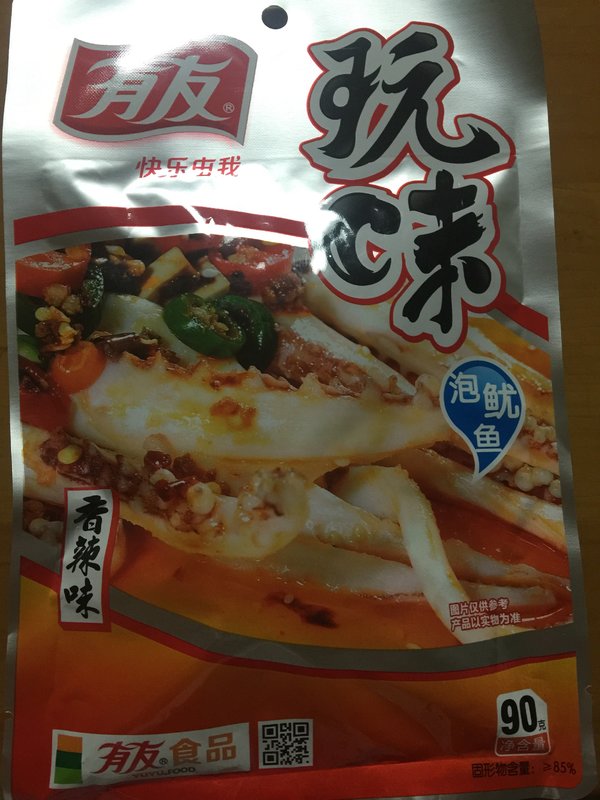 有友®
快乐由我
玩味
泡鱿鱼
香辣味
图片仅供参考
产品以实物为准
90克
净含量
固形物含量：≥85%
有友®食品
YUYU.FOOD